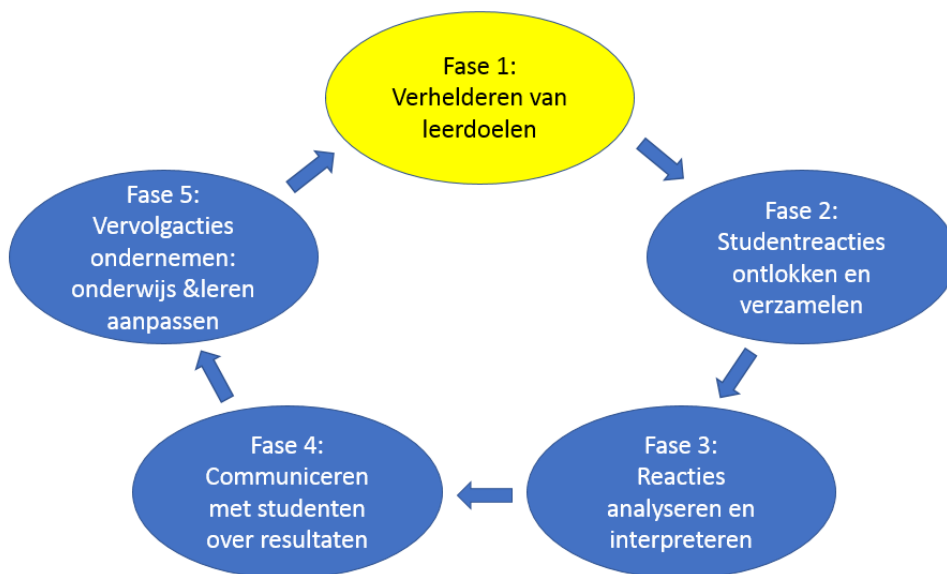 Fase 1:
Verhelderen van
leerdoelen
Fase 2:
Studentreacties
ontlokken en
verzamelen
Fase 3:
Reacties
analyseren en
interpreteren
Fase 4:
Communiceren
met studenten
over resultaten
Fase 5:
Vervolgacties
ondernemen:
onderwijs &leren
aanpassen